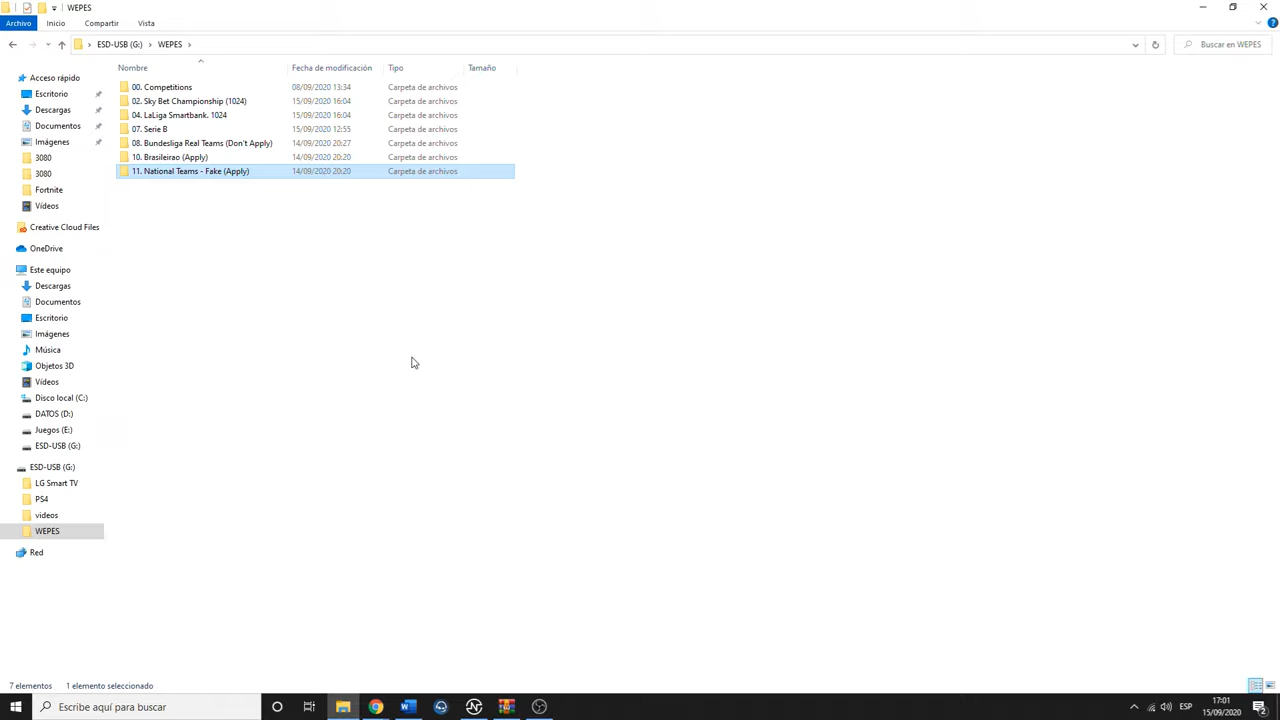 WEPES
Archivo Inicio Compartir Vista
ESD-USB (G:) WEPES
Buscar en WEPES
Nombre Fecha de modificación Tipo Tamaño
00. Competitions 08/09/2020 13:34 Carpeta de archivos
02. Sky Bet Championship (1024) 15/09/2020 16:04 Carpeta de archivos
04. LaLiga Smartbank. 1024 15/09/2020 16:04 Carpeta de archivos
07. Serie B 15/09/2020 12:55 Carpeta de archivos
08. Bundesliga Real Teams (Don't Apply) 14/09/2020 20:27 Carpeta de archivos
10. Brasileirao (Apply) 14/09/2020 20:20 Carpeta de archivos
11. National Teams - Fake (Apply) 14/09/2020 20:20 Carpeta de archivos
Acceso rápido
Escritorio
Descargas
Documentos
Imágenes
3080
3080
Fortnite
Vídeos
Creative Cloud Files
OneDrive
Este equipo
Descargas
Documentos
Escritorio
Imágenes
Música
Objetos 3D
Vídeos
Disco local (C:)
DATOS (D:)
Juegos (E:)
ESD-USB (G:)
ESD-USB (G:)
LG Smart TV
PS4
videos
WEPES
Red
7 elementos 1 elemento seleccionado
Escribe aquí para buscar
ESP
17:01
15/09/2020
2